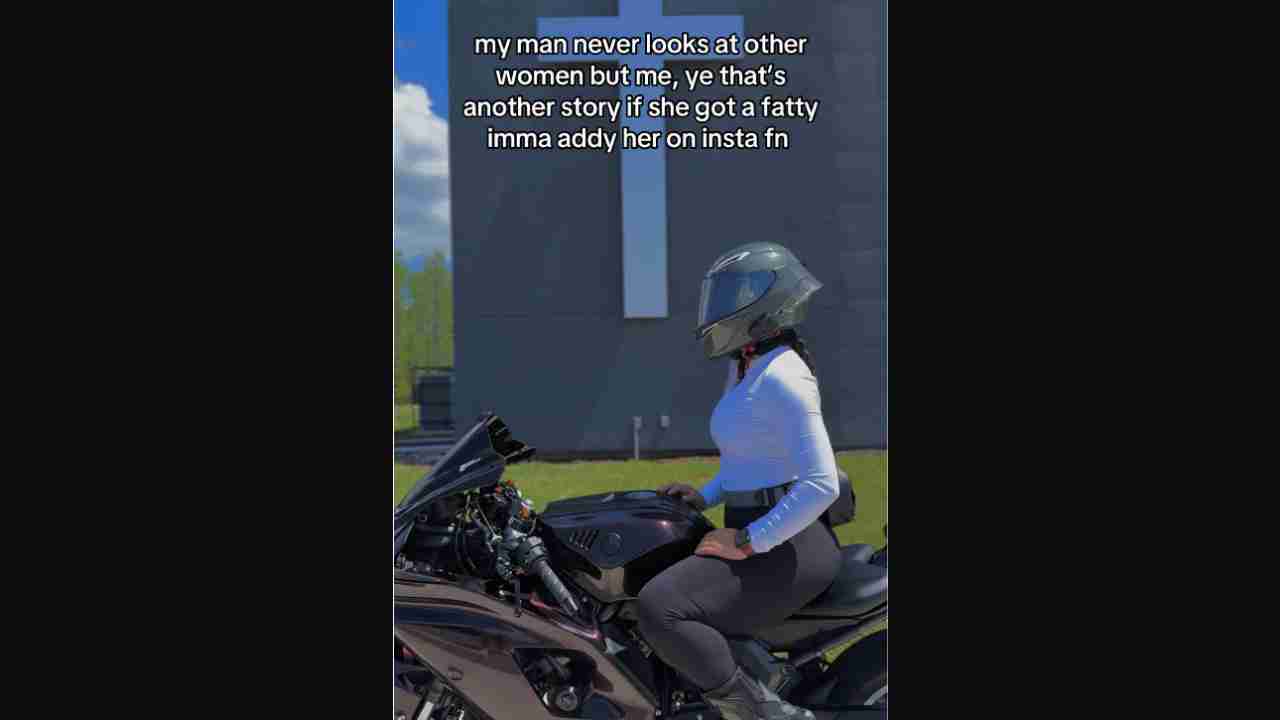 my man never looks at other
women but me, ye that's
another story if she got a fatty
imma addy her on insta fn